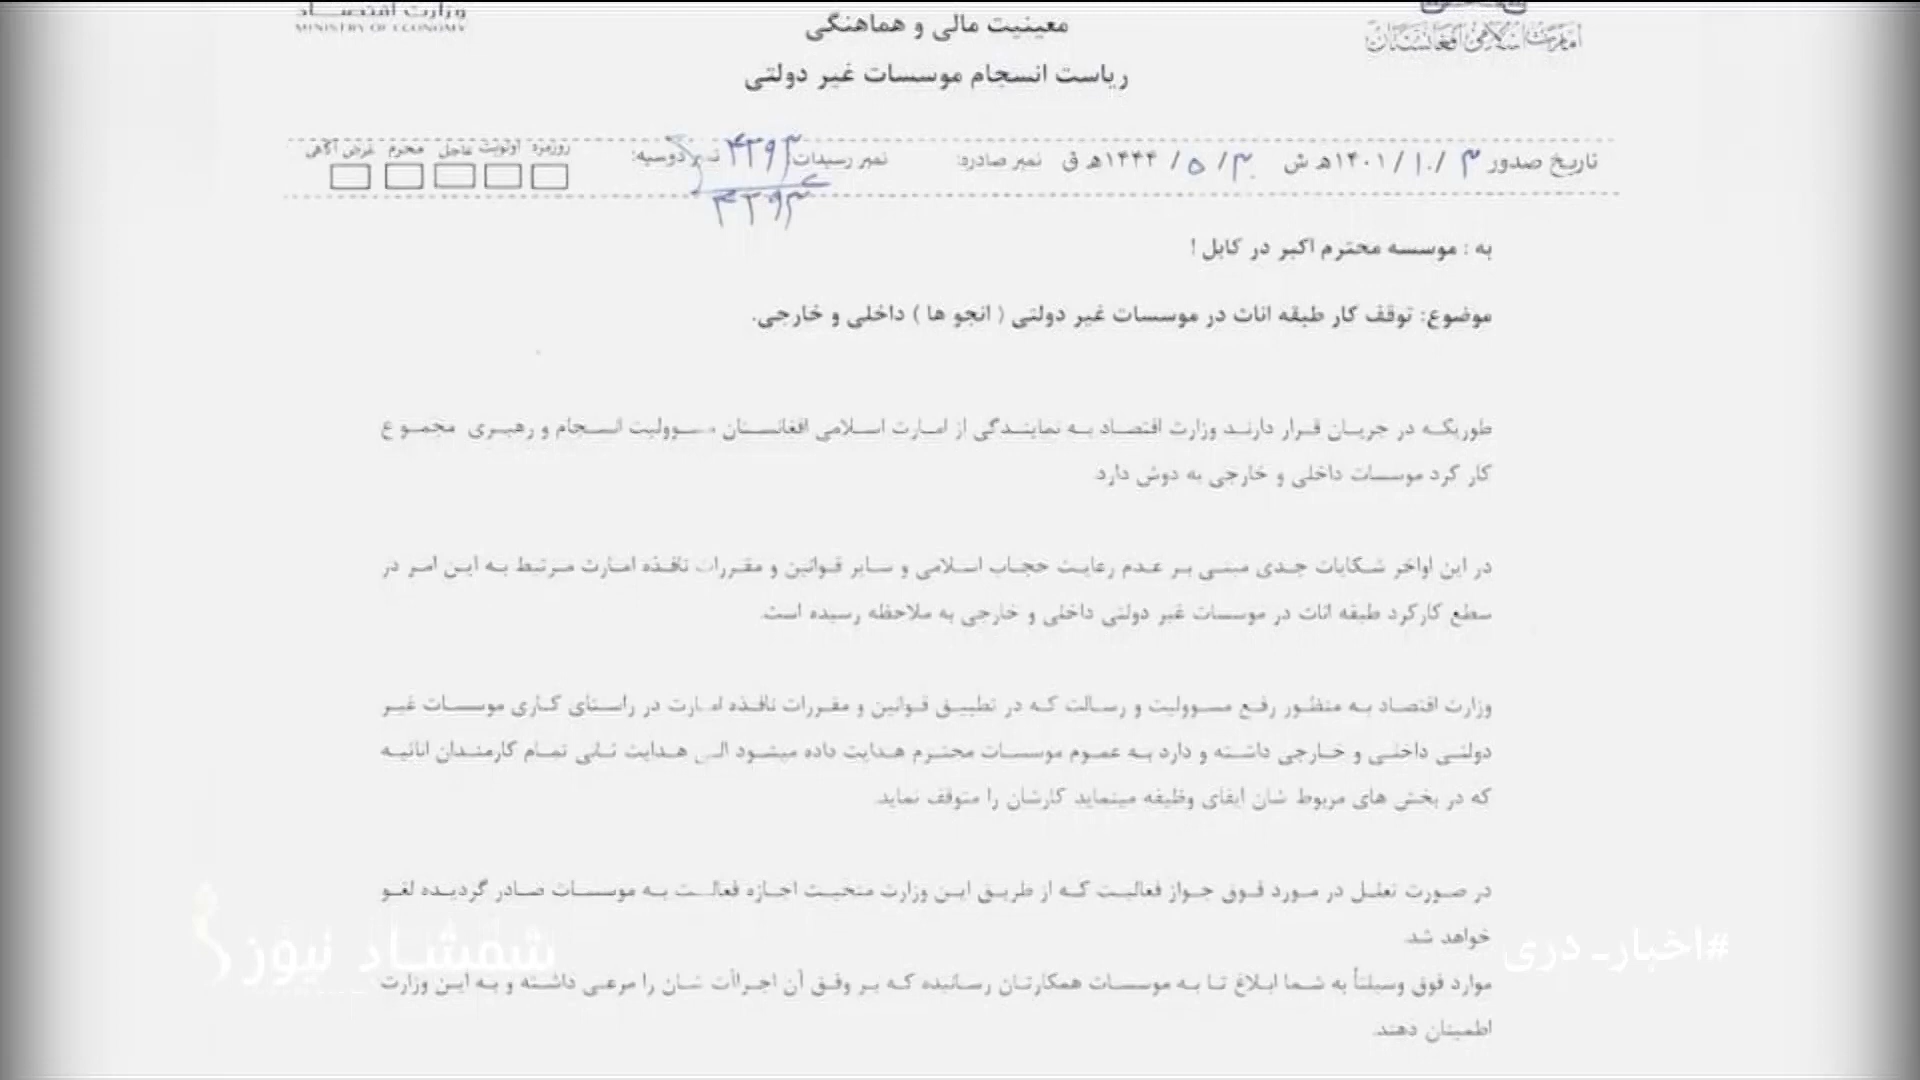 وزارت اقتصاد
MINISTRY OF ECONOMY
معینیت مالی و هماهنگی
امارت اسلامی افغانستان
ریاست انسجام موسسات غیر دولتی
تاریخ صدور ۳/۱۰/۱۴۰۱هـ ش ۳۰/۵/۱۴۴۴هـ ق نمبر صادره: نمبر رسیدات: نمبر دوسیه:
روزمره اولویت عاجل محرم غرض آگاهی
به : موسسه محترم اکبر در کابل !
موضوع: توقف کار طبقه اناث در موسسات غیر دولتی ( انجو ها ) داخلی و خارجی.
طوریکه در جریان قرار دارند وزارت اقتصاد به نمایندگی از امارت اسلامی افغانستان مسوولیت انسجام و رهبری مجموع
کار کرد موسسات داخلی و خارجی به دوش دارد.
در این اواخر شکایات جدی مبنی بر عدم رعایت حجاب اسلامی و سایر قوانین و مقررات نافذه امارت مرتبط به این امر در
سطع کارکرد طبقه اناث در موسسات غیر دولتی داخلی و خارجی به ملاحظه رسیده است.
وزارت اقتصاد به منظور رفع مسوولیت و رسالت که در تطبیق قوانین و مقررات نافذه امارت در راستای کاری موسسات غیر
دولتی داخلی و خارجی داشته و دارد به عموم موسسات محترم هدایت داده میشود الی هدایت ثانی تمام کارمندان اناثیه
که در بخش های مربوط شان ایفای وظیفه مینماید کارشان را متوقف نماید.
در صورت تعلل در مورد فوق جواز فعالیت که از طریق این وزارت منحیث اجازه فعالیت به موسسات صادر گردیده لغو
خواهد شد.
موارد فوق وسیلتاً به شما ابلاغ تا به موسسات همکارتان رسانیده که بر وفق آن اجراآت شان را مرعی داشته و به این وزارت
اطمینان دهند.
#اخبار_دری
شمشاد نیوز